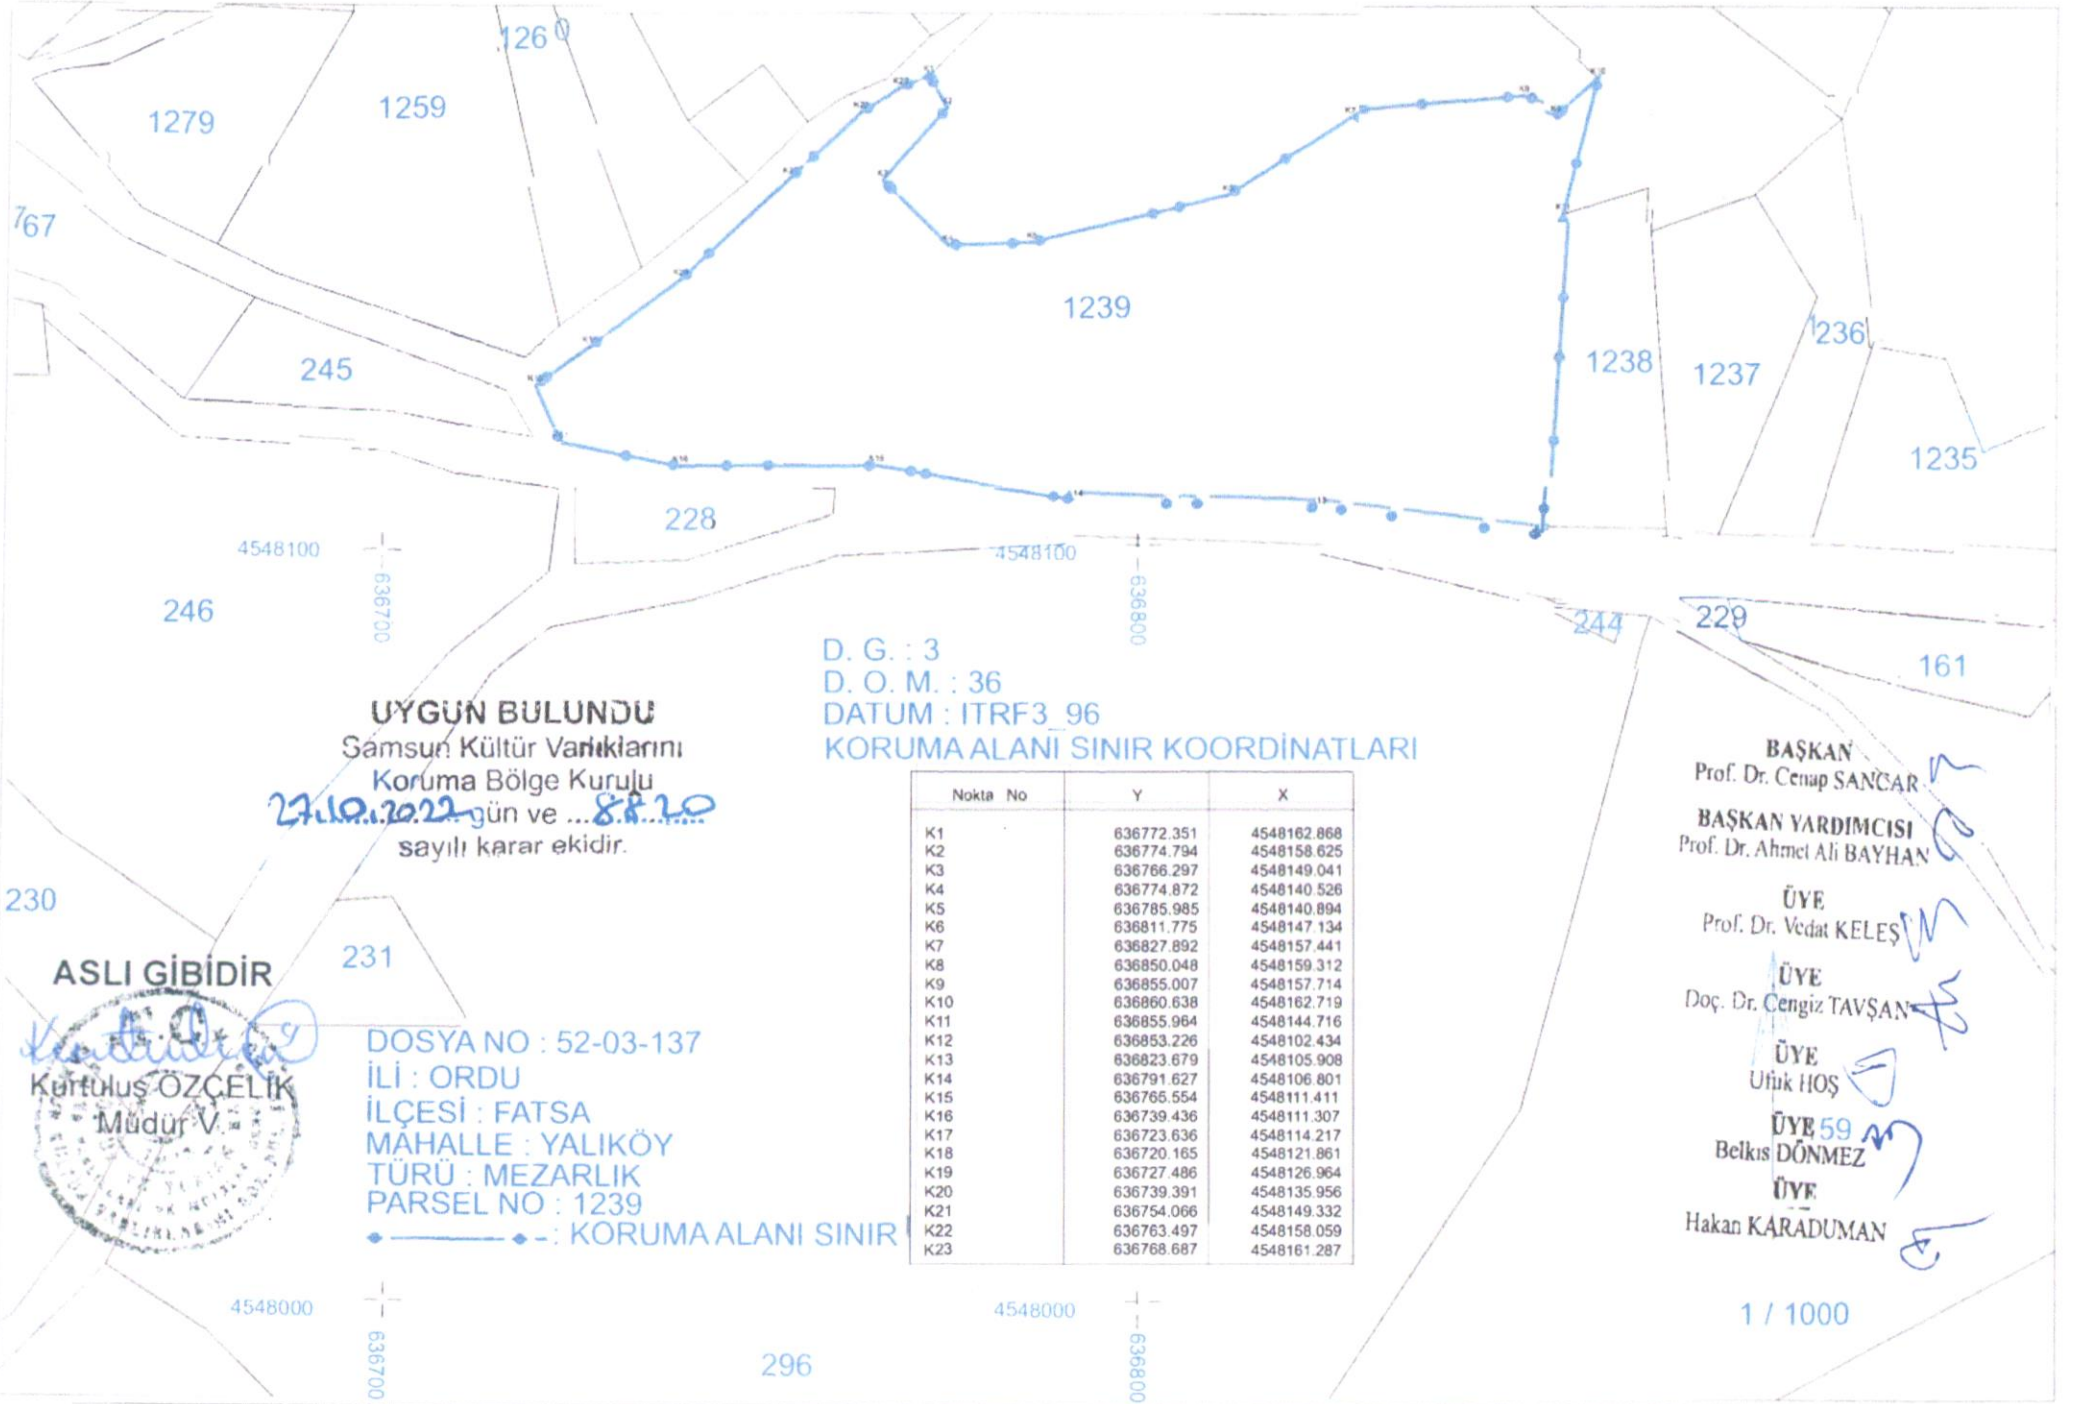 1260
1279
1259
767
K1
K2
K10
K9
K6
K5
1239
245
1238
1237
1236
1235
K16
K15
14
13
228
4548100
4548100
636700
636800
246
244
229
161
D. G. : 3
D. O. M. : 36
DATUM : ITRF3_96
KORUMA ALANI SINIR KOORDİNATLARI
UYGUN BULUNDU
Samsun Kültür Varlıklarını
Koruma Bölge Kurulu
27.10.2022 gün ve ...8820
sayılı karar ekidir.
Nokta No Y X
K1 636772.351 4548162.868
K2 636774.794 4548158.625
K3 636766.297 4548149.041
K4 636774.872 4548140.526
K5 636785.985 4548140.894
K6 636811.775 4548147.134
K7 636827.892 4548157.441
K8 636850.048 4548159.312
K9 636855.007 4548157.714
K10 636860.638 4548162.719
K11 636855.964 4548144.716
K12 636853.226 4548102.434
K13 636823.679 4548105.908
K14 636791.627 4548106.801
K15 636765.554 4548111.411
K16 636739.436 4548111.307
K17 636723.636 4548114.217
K18 636720.165 4548121.861
K19 636727.486 4548126.964
K20 636739.391 4548135.956
K21 636754.066 4548149.332
K22 636763.497 4548158.059
K23 636768.687 4548161.287
BAŞKAN
Prof. Dr. Cenap SANCAR
BAŞKAN YARDIMCISI
Prof. Dr. Ahmet Ali BAYHAN
ÜYE
Prof. Dr. Vedat KELEŞ
ÜYE
Doç. Dr. Cengiz TAVŞAN
ÜYE
Ufuk HOŞ
ÜYE 59
Belkıs DÖNMEZ
ÜYE
Hakan KARADUMAN
230
231
ASLI GİBİDİR
T.C.
Kurtuluş ÖZÇELİK
Müdür V.
DOSYA NO : 52-03-137
İLİ : ORDU
İLÇESİ : FATSA
MAHALLE : YALIKÖY
TÜRÜ : MEZARLIK
PARSEL NO : 1239
: KORUMA ALANI SINIR
4548000
4548000
636700
636800
296
1 / 1000